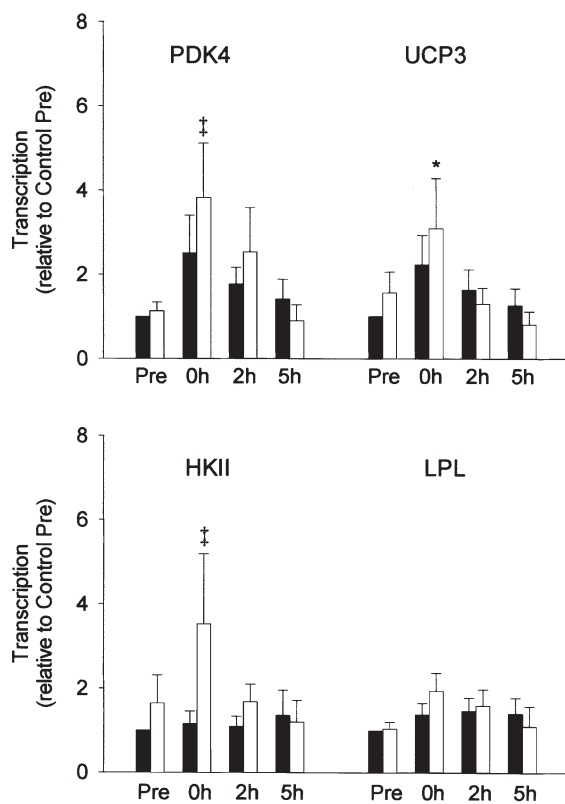 8
PDK4
UCP3
6
‡
*
4
2
0
Transcription
(relative to Control Pre)
Pre 0h 2h 5h Pre 0h 2h 5h
8
HKII
LPL
6
‡
4
2
0
Transcription
(relative to Control Pre)
Pre 0h 2h 5h Pre 0h 2h 5h